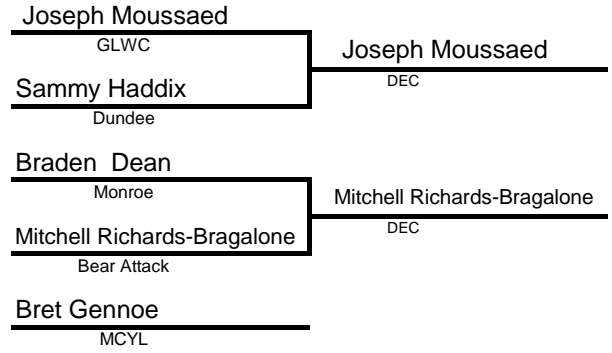 Joseph Moussaed
GLWC
Joseph Moussaed
DEC
Sammy Haddix
Dundee
Braden  Dean
Monroe
Mitchell Richards-Bragalone
DEC
Mitchell Richards-Bragalone
Bear Attack
Bret Gennoe
MCYL